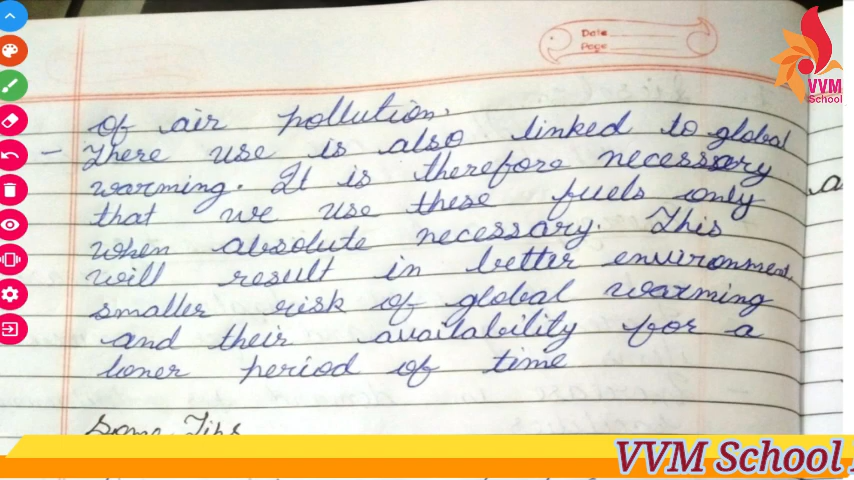 Date
Page
VVM
School
of air pollution.
- There use is also linked to global
warming. It is therefore necessary
that we use these fuels only
when absolute necessary. This
will result in better environment,
smaller risk of global warming
and their availability for a
loner period of time
Some Tips
VVM School